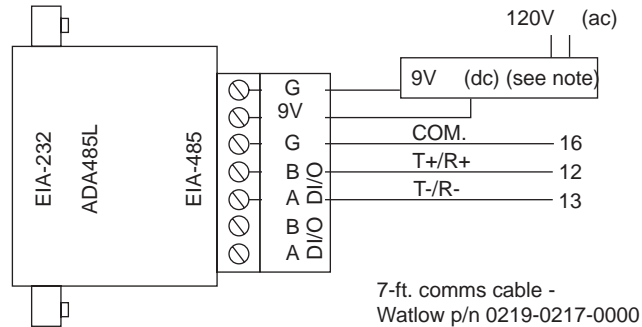 120V (ac)
9V (dc) (see note)
EIA-232
ADA485L
EIA-485
G
9V
G
B
A
DI/O
B
A
DI/O
COM.
T+/R+
T-/R-
16
12
13
7-ft. comms cable -
Watlow p/n 0219-0217-0000